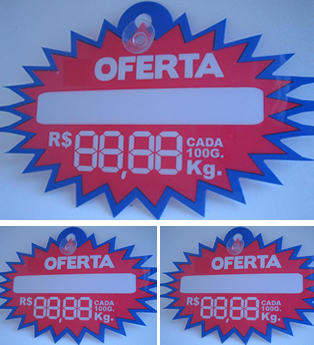 OFERTA
R$ 88,88 CADA
100G.
Kg.
OFERTA
R$ 88,88 CADA
100G.
Kg.
OFERTA
R$ 88,88 CADA
100G.
Kg.